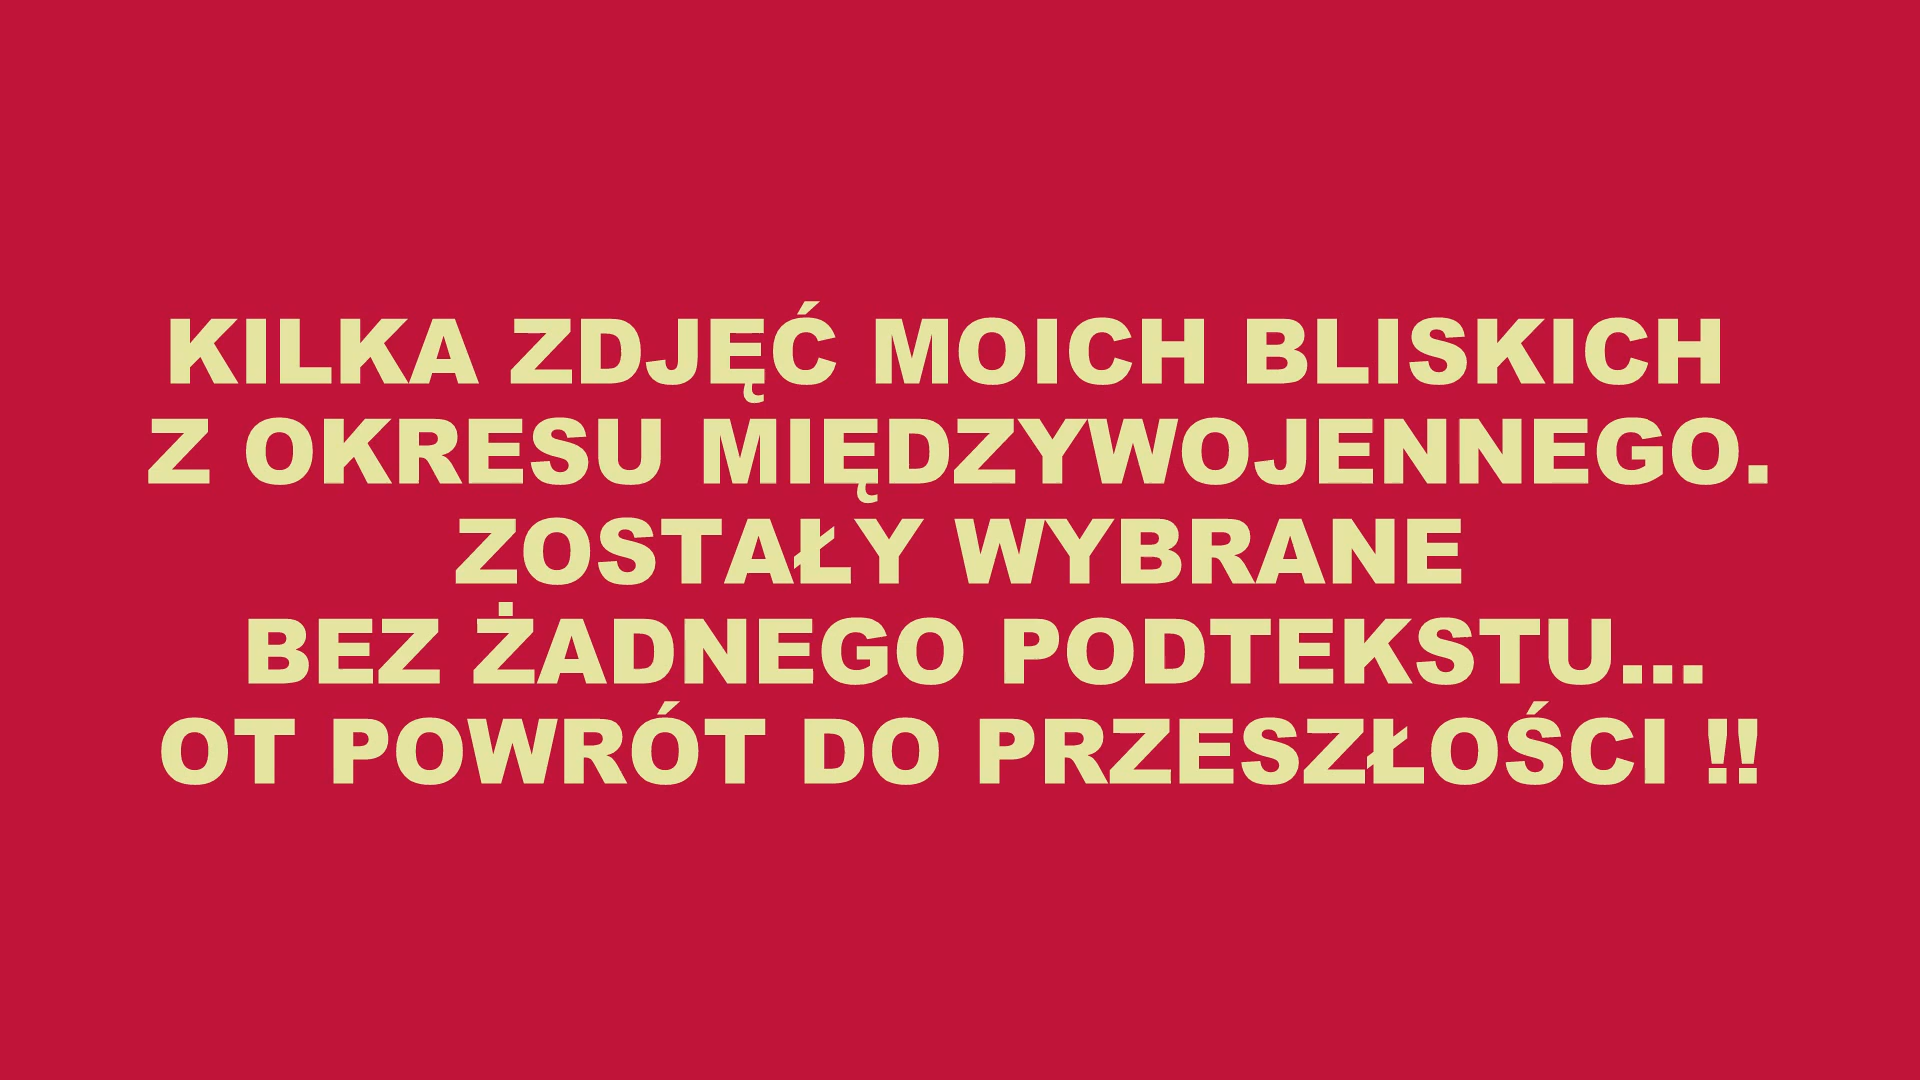 KILKA ZDJĘĆ MOICH BLISKICH
Z OKRESU MIĘDZYWOJENNEGO.
ZOSTAŁY WYBRANE
BEZ ŻADNEGO PODTEKSTU...
OT POWRÓT DO PRZESZŁOŚCI !!